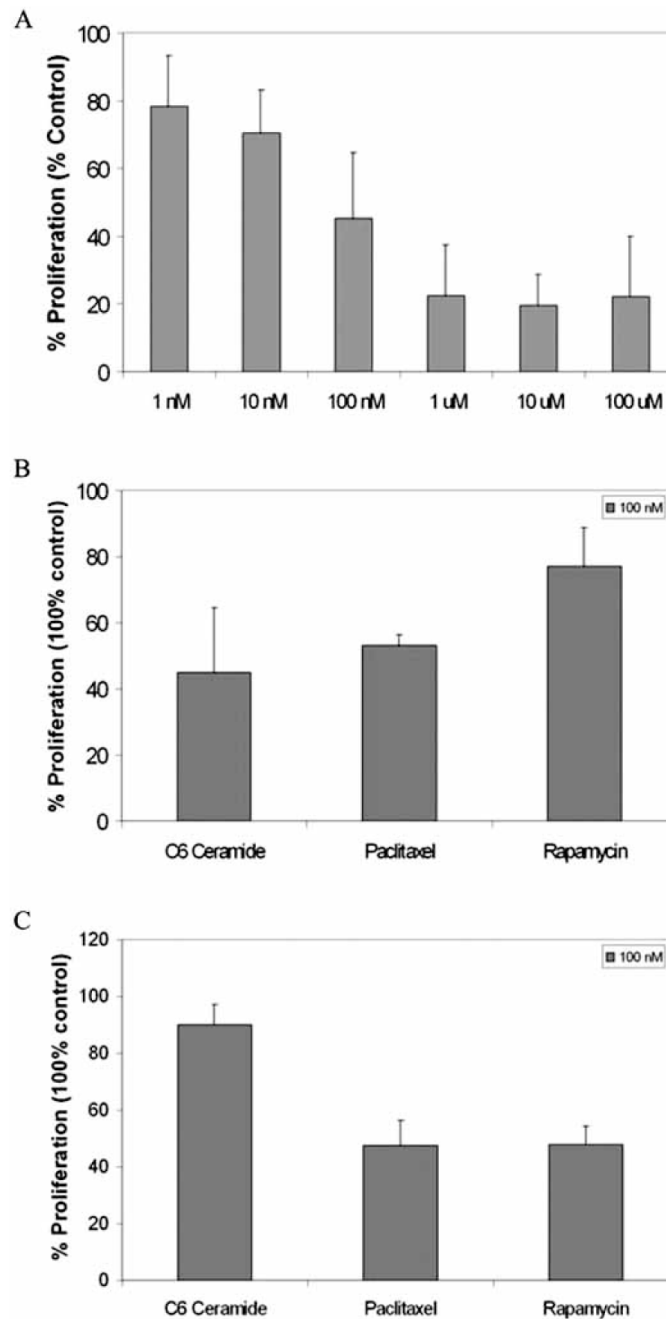 A
% Proliferation (% Control)
100
80
60
40
20
0
1 nM 10 nM 100 nM 1 uM 10 uM 100 uM
B
% Proliferation (100% control)
100
80
60
40
20
0
100 nM
C6 Ceramide Paclitaxel Rapamycin
C
% Proliferation (100% control)
120
100
80
60
40
20
0
100 nM
C6 Ceramide Paclitaxel Rapamycin